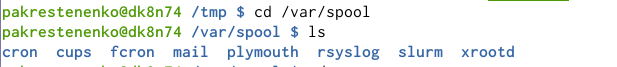 pakrestenenko@dk8n74 /tmp $ cd /var/spool
pakrestenenko@dk8n74 /var/spool $ ls
cron  cups  fcron  mail  plymouth  rsyslog  slurm  xrootd